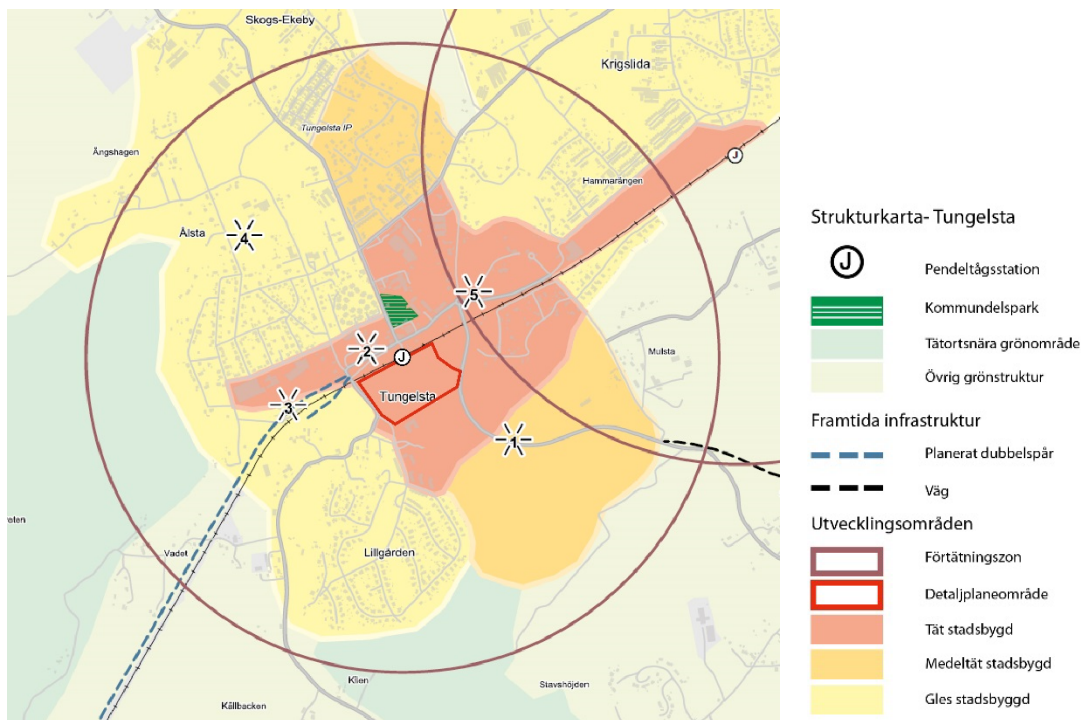 Skogs-Ekeby
Krigslida
Tungelsta IP
Ängshagen
Hammarängen
J
Ålsta
4
5
2
J
Mulsta
Tungelsta
3
1
Lillgården
Vadet
Klien
Stavshöjden
Källbacken
Strukturkarta- Tungelsta
J
Pendeltågsstation
Kommundelspark
Tätortsnära grönområde
Övrig grönstruktur
Framtida infrastruktur
Planerat dubbelspår
Väg
Utvecklingsområden
Förtätningszon
Detaljplaneområde
Tät stadsbygd
Medeltät stadsbygd
Gles stadsbyggd